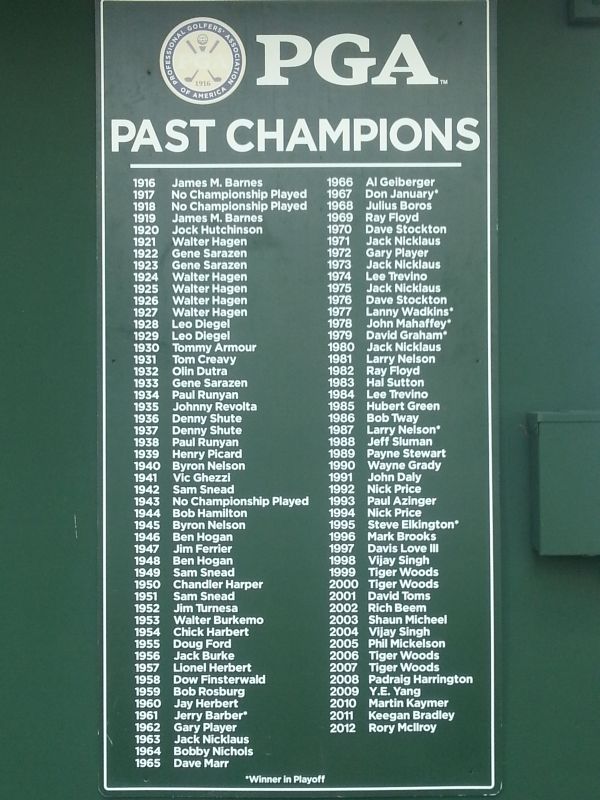 PROFESSIONAL GOLFERS' ASSOCIATION
OF AMERICA
1916
PGA™
PAST CHAMPIONS
1916 James M. Barnes
1917 No Championship Played
1918 No Championship Played
1919 James M. Barnes
1920 Jock Hutchinson
1921 Walter Hagen
1922 Gene Sarazen
1923 Gene Sarazen
1924 Walter Hagen
1925 Walter Hagen
1926 Walter Hagen
1927 Walter Hagen
1928 Leo Diegel
1929 Leo Diegel
1930 Tommy Armour
1931 Tom Creavy
1932 Olin Dutra
1933 Gene Sarazen
1934 Paul Runyan
1935 Johnny Revolta
1936 Denny Shute
1937 Denny Shute
1938 Paul Runyan
1939 Henry Picard
1940 Byron Nelson
1941 Vic Ghezzi
1942 Sam Snead
1943 No Championship Played
1944 Bob Hamilton
1945 Byron Nelson
1946 Ben Hogan
1947 Jim Ferrier
1948 Ben Hogan
1949 Sam Snead
1950 Chandler Harper
1951 Sam Snead
1952 Jim Turnesa
1953 Walter Burkemo
1954 Chick Harbert
1955 Doug Ford
1956 Jack Burke
1957 Lionel Herbert
1958 Dow Finsterwald
1959 Bob Rosburg
1960 Jay Herbert
1961 Jerry Barber*
1962 Gary Player
1963 Jack Nicklaus
1964 Bobby Nichols
1965 Dave Marr
1966 Al Geiberger
1967 Don January*
1968 Julius Boros
1969 Ray Floyd
1970 Dave Stockton
1971 Jack Nicklaus
1972 Gary Player
1973 Jack Nicklaus
1974 Lee Trevino
1975 Jack Nicklaus
1976 Dave Stockton
1977 Lanny Wadkins*
1978 John Mahaffey*
1979 David Graham*
1980 Jack Nicklaus
1981 Larry Nelson
1982 Ray Floyd
1983 Hal Sutton
1984 Lee Trevino
1985 Hubert Green
1986 Bob Tway
1987 Larry Nelson*
1988 Jeff Sluman
1989 Payne Stewart
1990 Wayne Grady
1991 John Daly
1992 Nick Price
1993 Paul Azinger
1994 Nick Price
1995 Steve Elkington*
1996 Mark Brooks
1997 Davis Love III
1998 Vijay Singh
1999 Tiger Woods
2000 Tiger Woods
2001 David Toms
2002 Rich Beem
2003 Shaun Micheel
2004 Vijay Singh
2005 Phil Mickelson
2006 Tiger Woods
2007 Tiger Woods
2008 Padraig Harrington
2009 Y.E. Yang
2010 Martin Kaymer
2011 Keegan Bradley
2012 Rory McIlroy
*Winner in Playoff